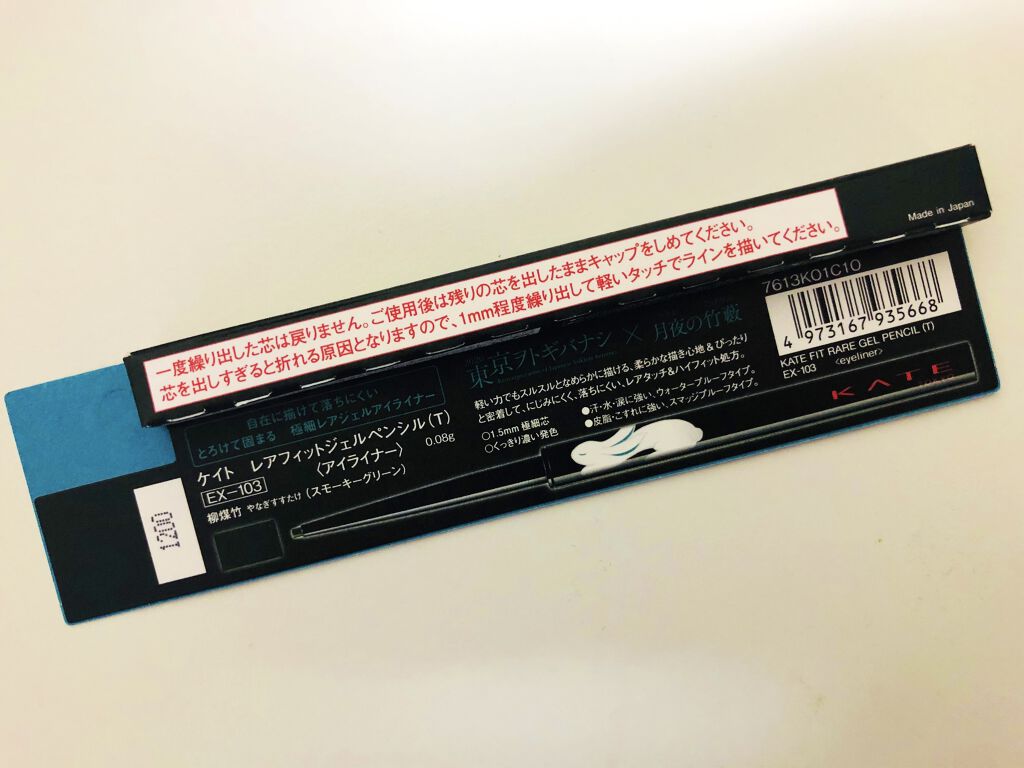 Made in Japan
一度繰り出した芯は戻りません。ご使用後は残りの芯を出したままキャップをしめてください。
芯を出しすぎると折れる原因となりますので、1mm程度繰り出して軽いタッチでラインを描いてください。
自在に描けて落ちにくい
とろけて固まる 極細レアジェルアイライナー
ケイト レアフィットジェルペンシル(T)
〈アイライナー〉 0.08g
EX-103
柳煤竹 やなぎすすたけ (スモーキーグリーン)
1200
東京ヲトギバナシ × 月夜の竹藪
軽い力でもスルスルとなめらかに描ける、柔らかな描き心地&ぴったり
と密着して、にじみにくく、落ちにくい、レアタッチ&ハイフィット処方。
○1.5mm 極細芯
○くっきり濃い発色
●汗・水・涙に強い、ウォータープルーフタイプ。
●皮脂・こすれに強い、スマッジプルーフタイプ。
7613K01C10
4 973167 935668
KATE FIT RARE GEL PENCIL (T)
EX-103 <eyeliner>
KATE